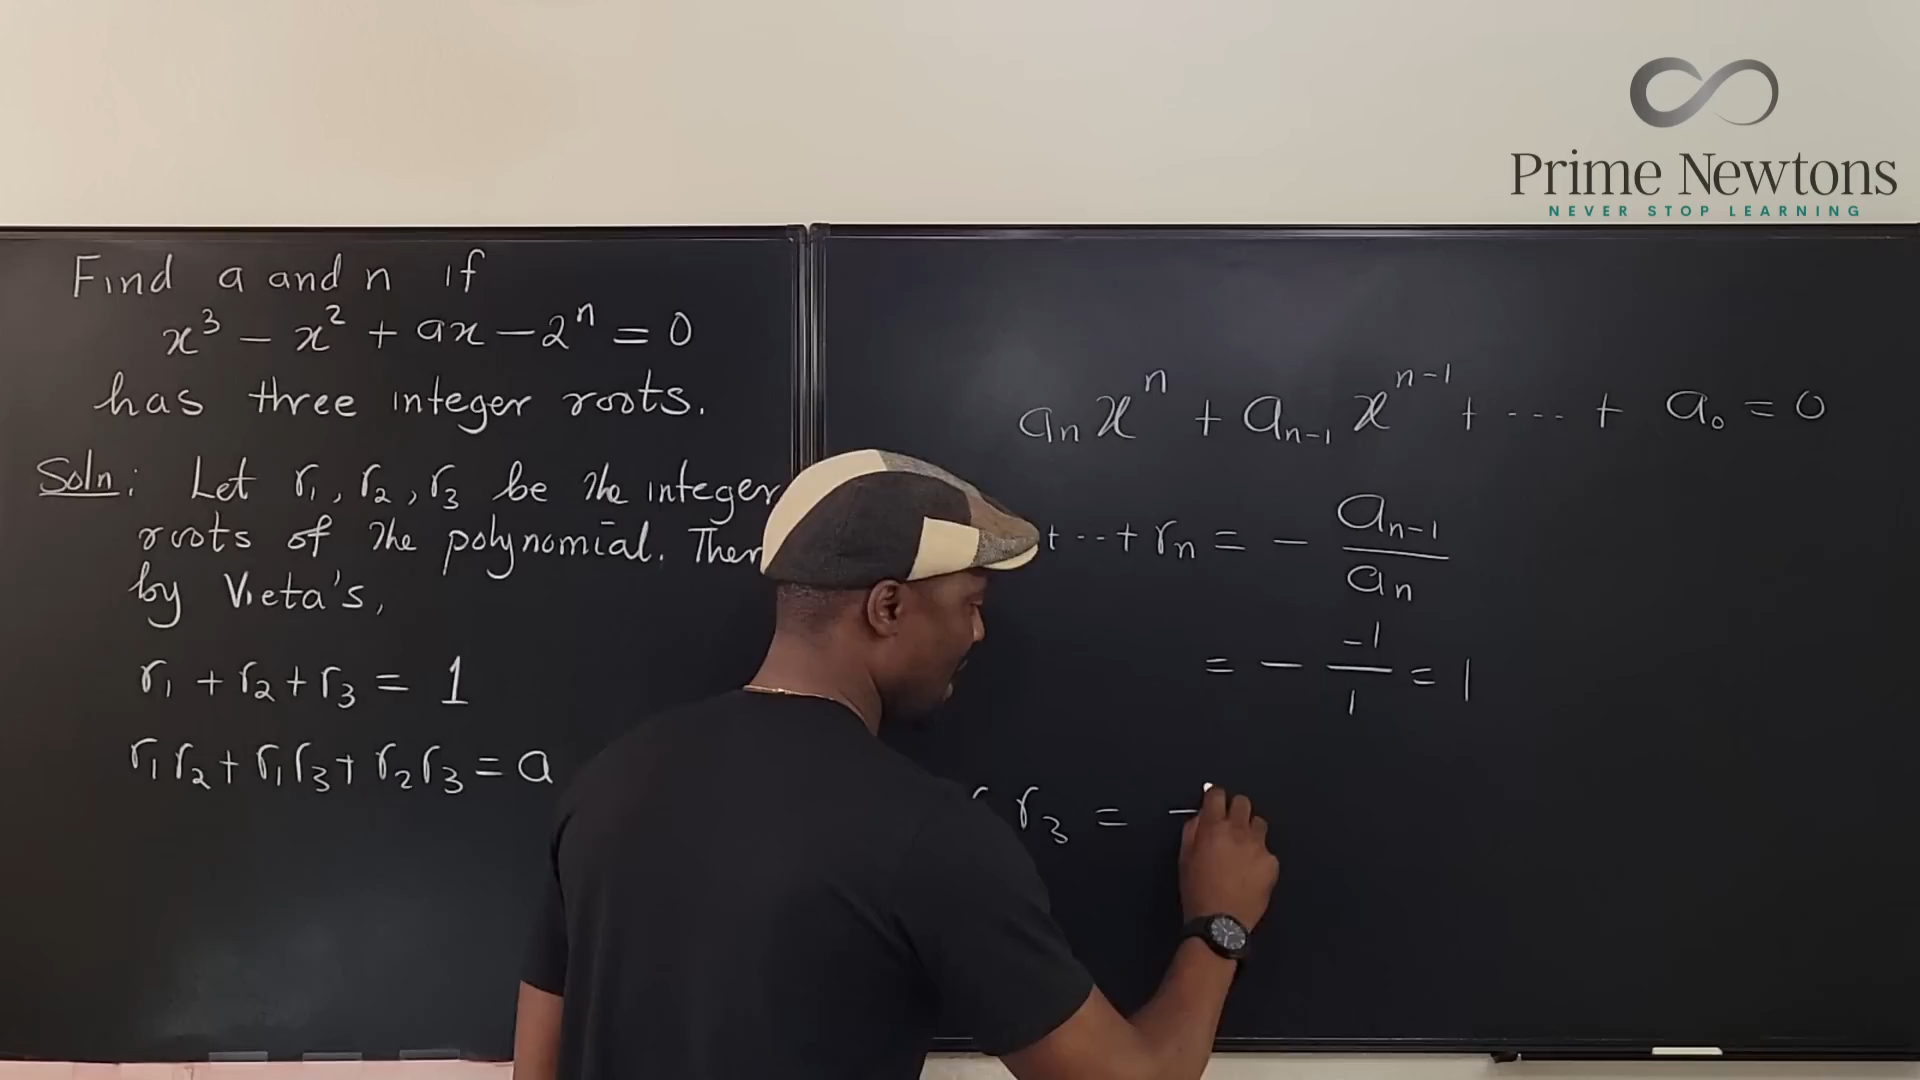 Prime Newtons
NEVER STOP LEARNING
Find a and n if
x³ - x² + ax - 2ⁿ = 0
has three integer roots.
Soln: Let r₁, r₂, r₃ be the integer
roots of the polynomial. Then
by Vieta's,
r₁ + r₂ + r₃ = 1
r₁r₂ + r₁r₃ + r₂r₃ = a
aₙxⁿ + aₙ₋₁xⁿ⁻¹ + ... + a₀ = 0
+ ... + rₙ = - aₙ₋₁/aₙ
= - -1/1 = 1
r₃ = -